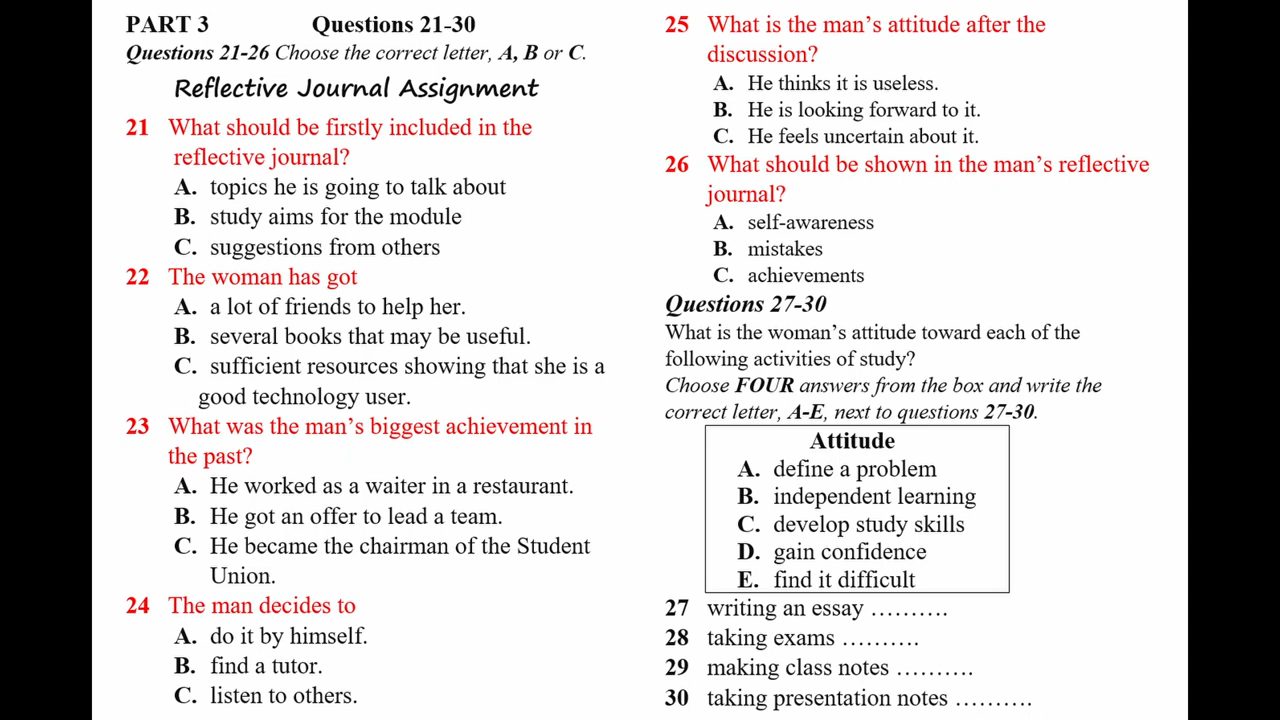 PART 3 Questions 21-30
Questions 21-26 Choose the correct letter, A, B or C.
Reflective Journal Assignment
21 What should be firstly included in the
reflective journal?
A. topics he is going to talk about
B. study aims for the module
C. suggestions from others
22 The woman has got
A. a lot of friends to help her.
B. several books that may be useful.
C. sufficient resources showing that she is a
good technology user.
23 What was the man's biggest achievement in
the past?
A. He worked as a waiter in a restaurant.
B. He got an offer to lead a team.
C. He became the chairman of the Student
Union.
24 The man decides to
A. do it by himself.
B. find a tutor.
C. listen to others.
25 What is the man's attitude after the
discussion?
A. He thinks it is useless.
B. He is looking forward to it.
C. He feels uncertain about it.
26 What should be shown in the man's reflective
journal?
A. self-awareness
B. mistakes
C. achievements
Questions 27-30
What is the woman's attitude toward each of the
following activities of study?
Choose FOUR answers from the box and write the
correct letter, A-E, next to questions 27-30.
Attitude
A. define a problem
B. independent learning
C. develop study skills
D. gain confidence
E. find it difficult
27 writing an essay ……….
28 taking exams ……….
29 making class notes ……….
30 taking presentation notes ……….